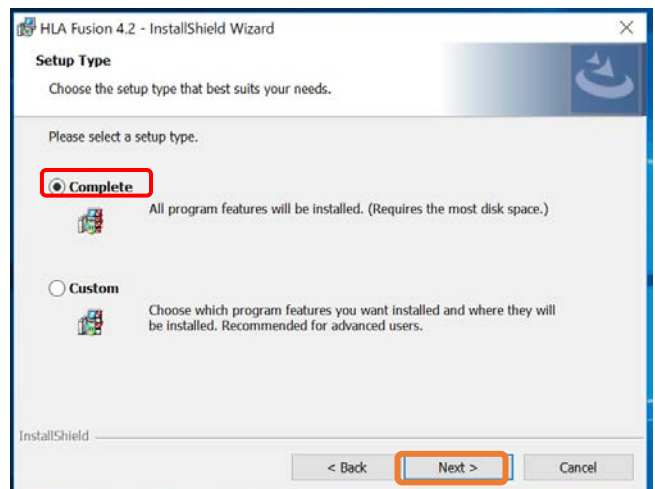 HLA Fusion 4.2 - InstallShield Wizard
Setup Type
Choose the setup type that best suits your needs.
Please select a setup type.
Complete
All program features will be installed. (Requires the most disk space.)
Custom
Choose which program features you want installed and where they will
be installed. Recommended for advanced users.
InstallShield
< Back Next > Cancel